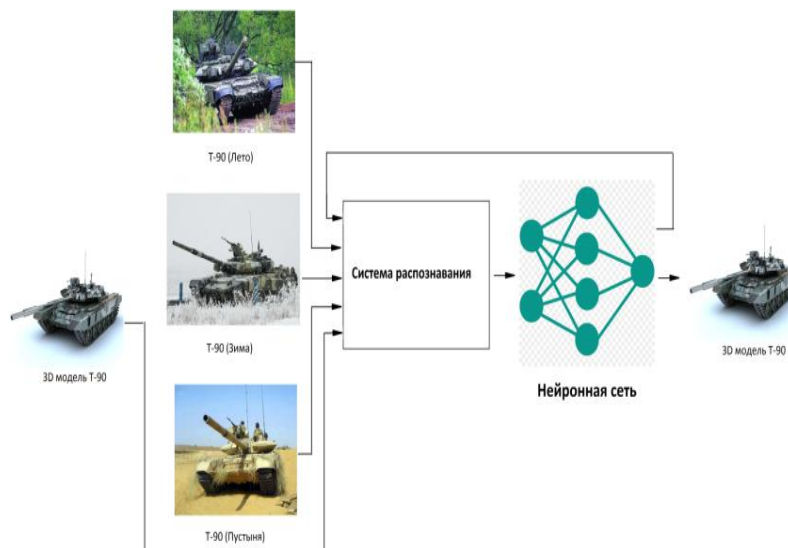 Т-90 (Лето)
Система распознавания
Т-90 (Зима)
3D модель Т-90
3D модель Т-90
Нейронная сеть
Т-90 (Пустыня)